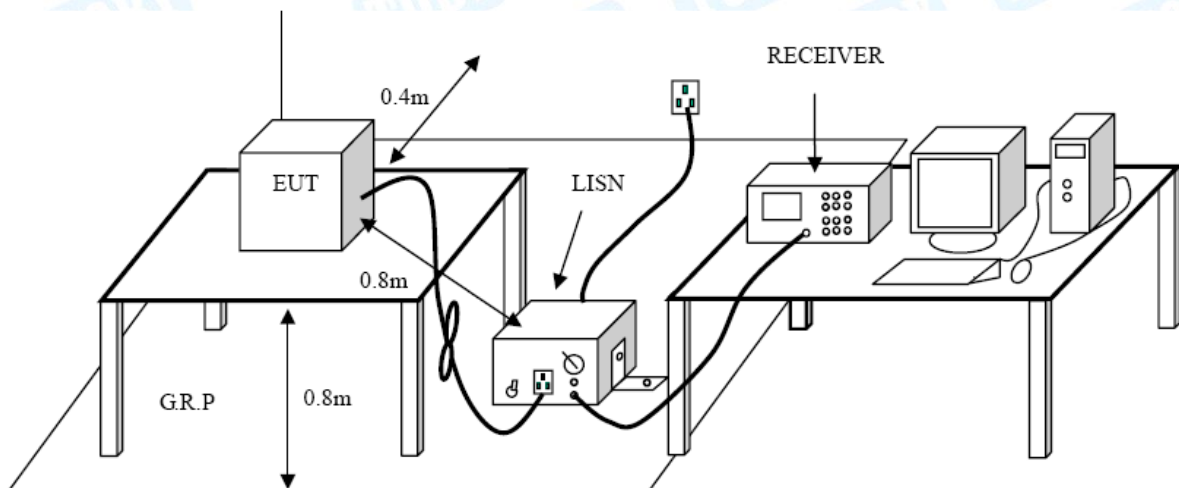 RECEIVER
0.4m
EUT
LISN
0.8m
G.R.P
0.8m